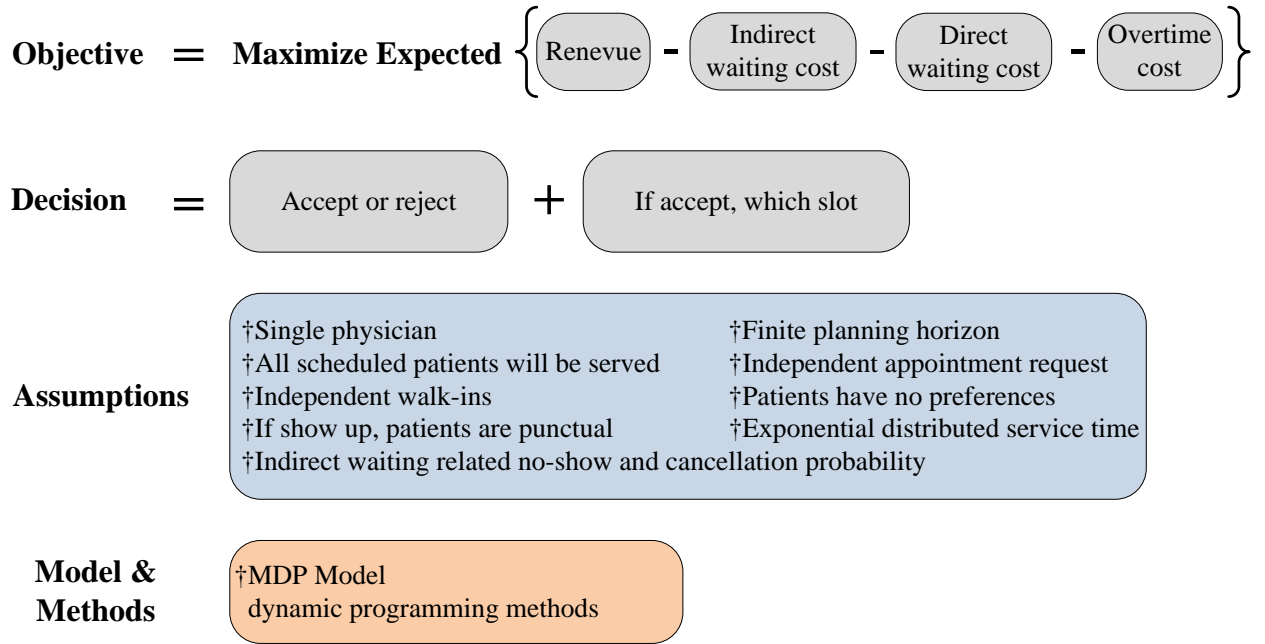 Objective = Maximize Expected { Renevue - Indirect waiting cost - Direct waiting cost - Overtime cost }
Decision = Accept or reject + If accept, which slot
Assumptions
†Single physician †Finite planning horizon
†All scheduled patients will be served †Independent appointment request
†Independent walk-ins †Patients have no preferences
†If show up, patients are punctual †Exponential distributed service time
†Indirect waiting related no-show and cancellation probability
Model &
Methods
†MDP Model
dynamic programming methods